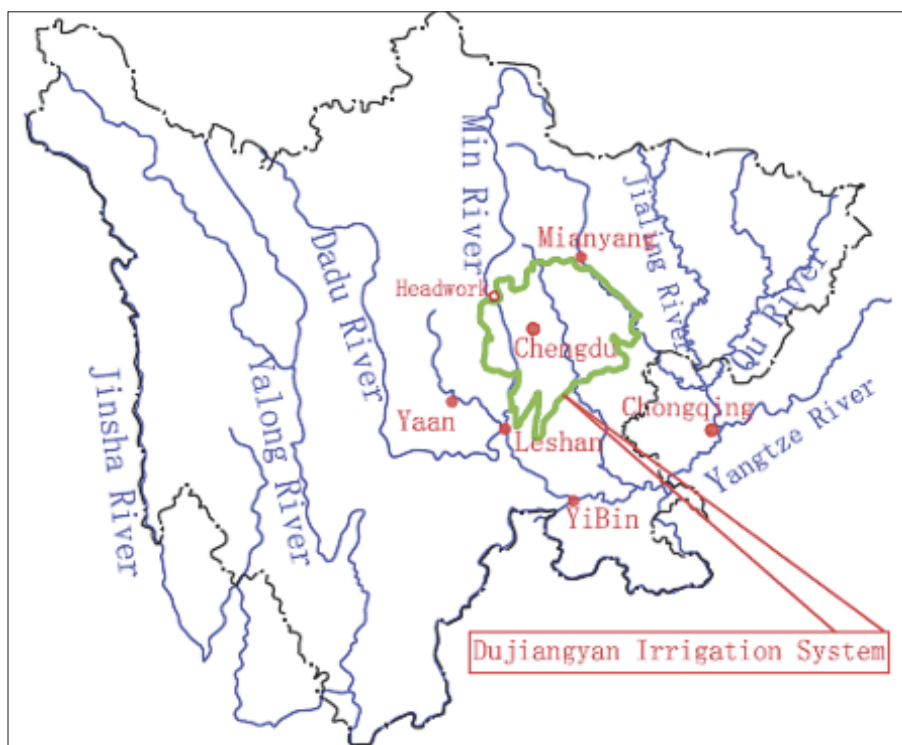 Min River
Jialing River
Mianyang
Dadu River
Headwork
Qu River
Chengdu
Jinsha River
Yalong River
Yaan
Chongqing
Leshan
Yangtze River
YiBin
Dujiangyan Irrigation System